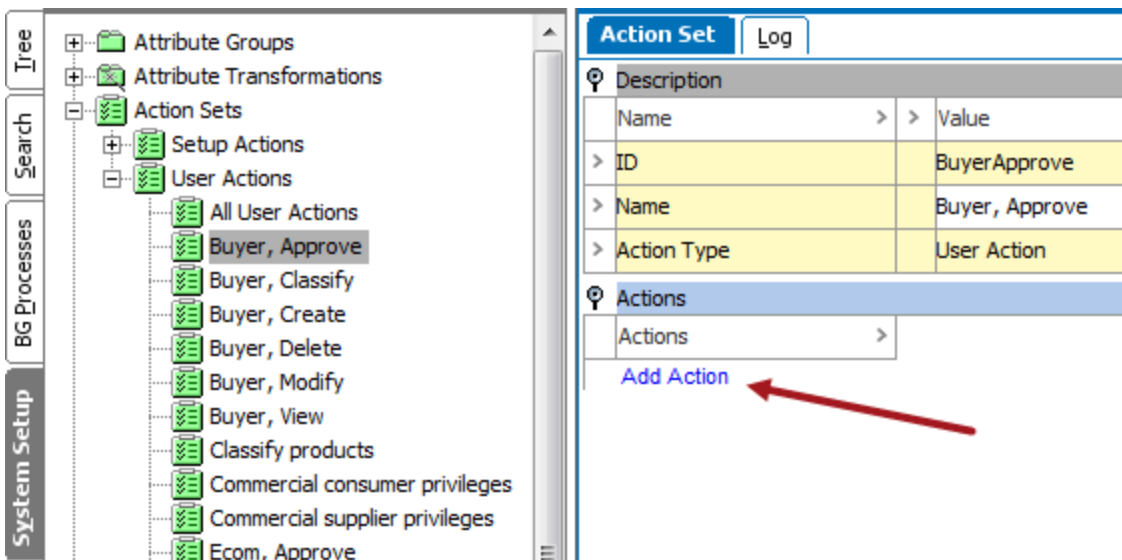 Tree
Search
BG Processes
System Setup
Attribute Groups
Attribute Transformations
Action Sets
Setup Actions
User Actions
All User Actions
Buyer, Approve
Buyer, Classify
Buyer, Create
Buyer, Delete
Buyer, Modify
Buyer, View
Classify products
Commercial consumer privileges
Commercial supplier privileges
Ecom, Approve
Action Set Log
Description
Name > > Value
> ID BuyerApprove
> Name Buyer, Approve
> Action Type User Action
Actions
Actions >
Add Action